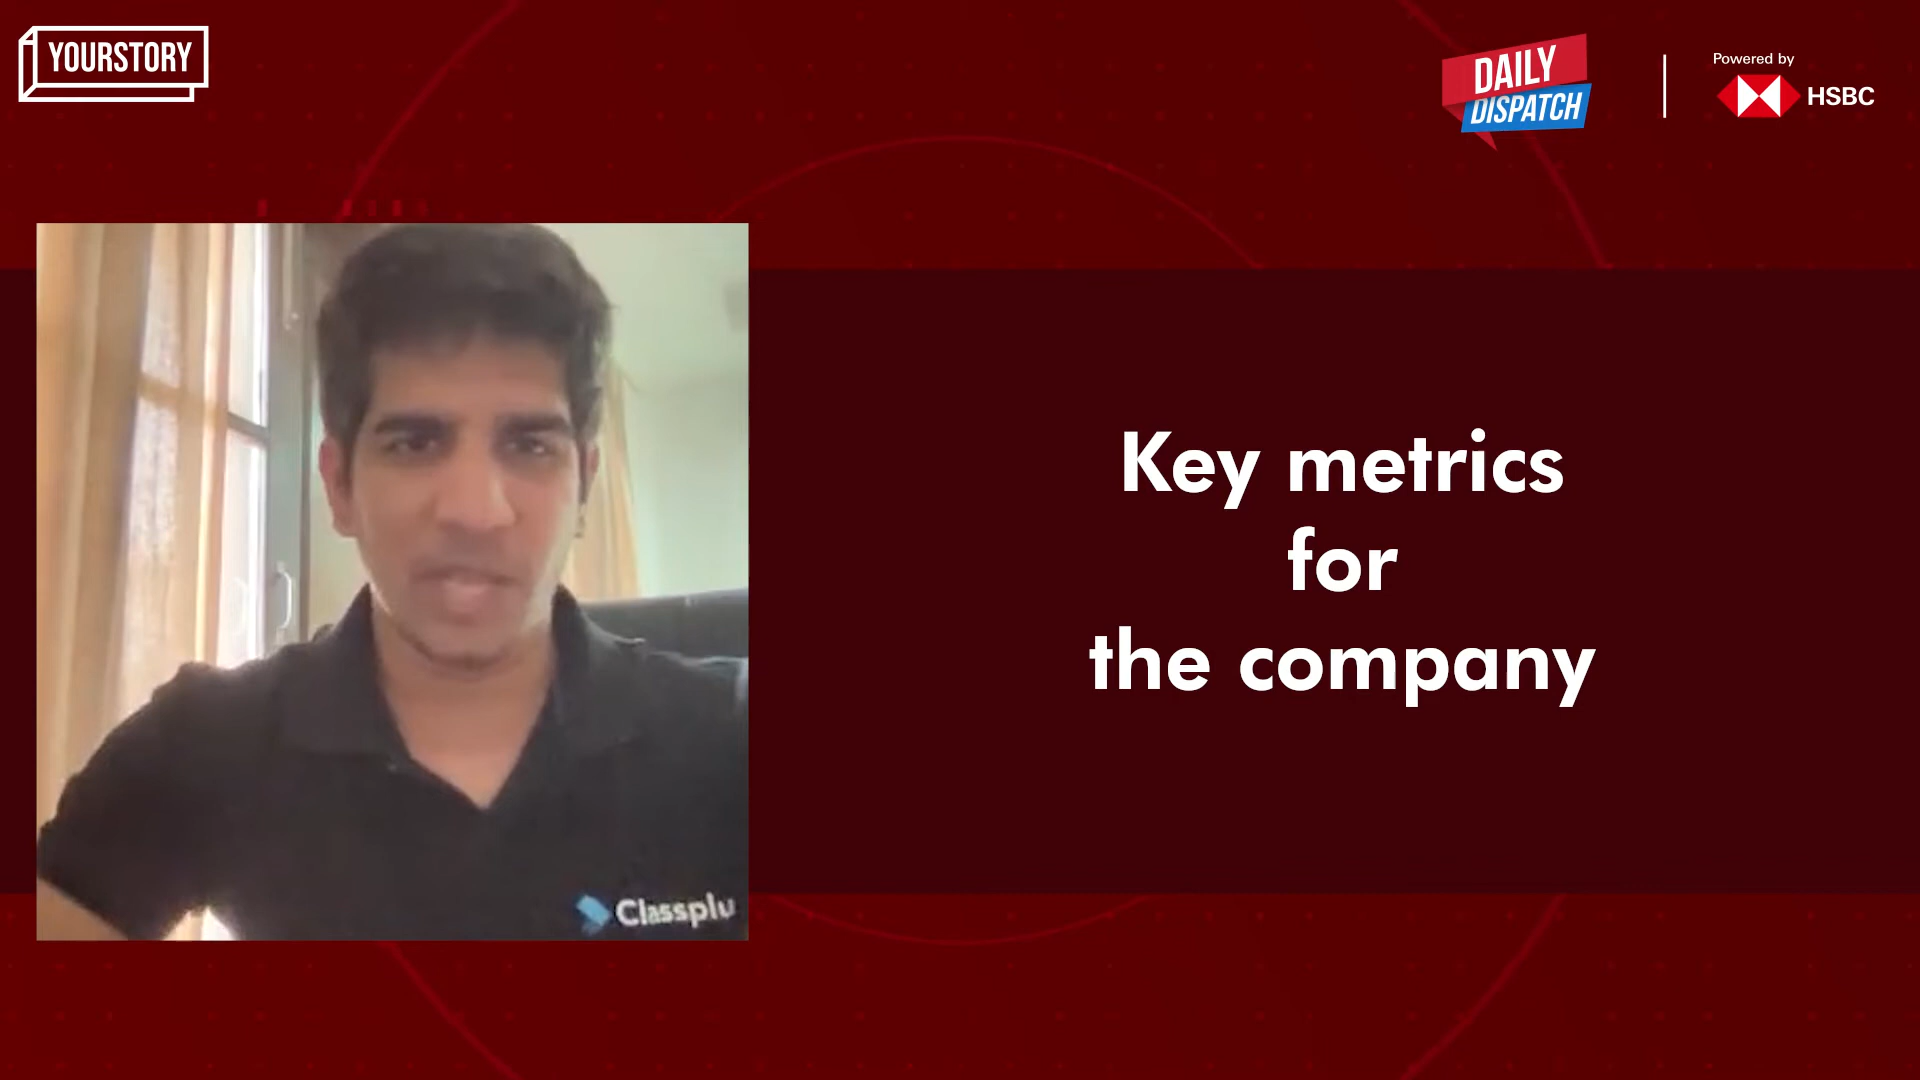 YOURSTORY
DAILY
DISPATCH
Powered by
HSBC
Key metrics
for
the company
Classplu